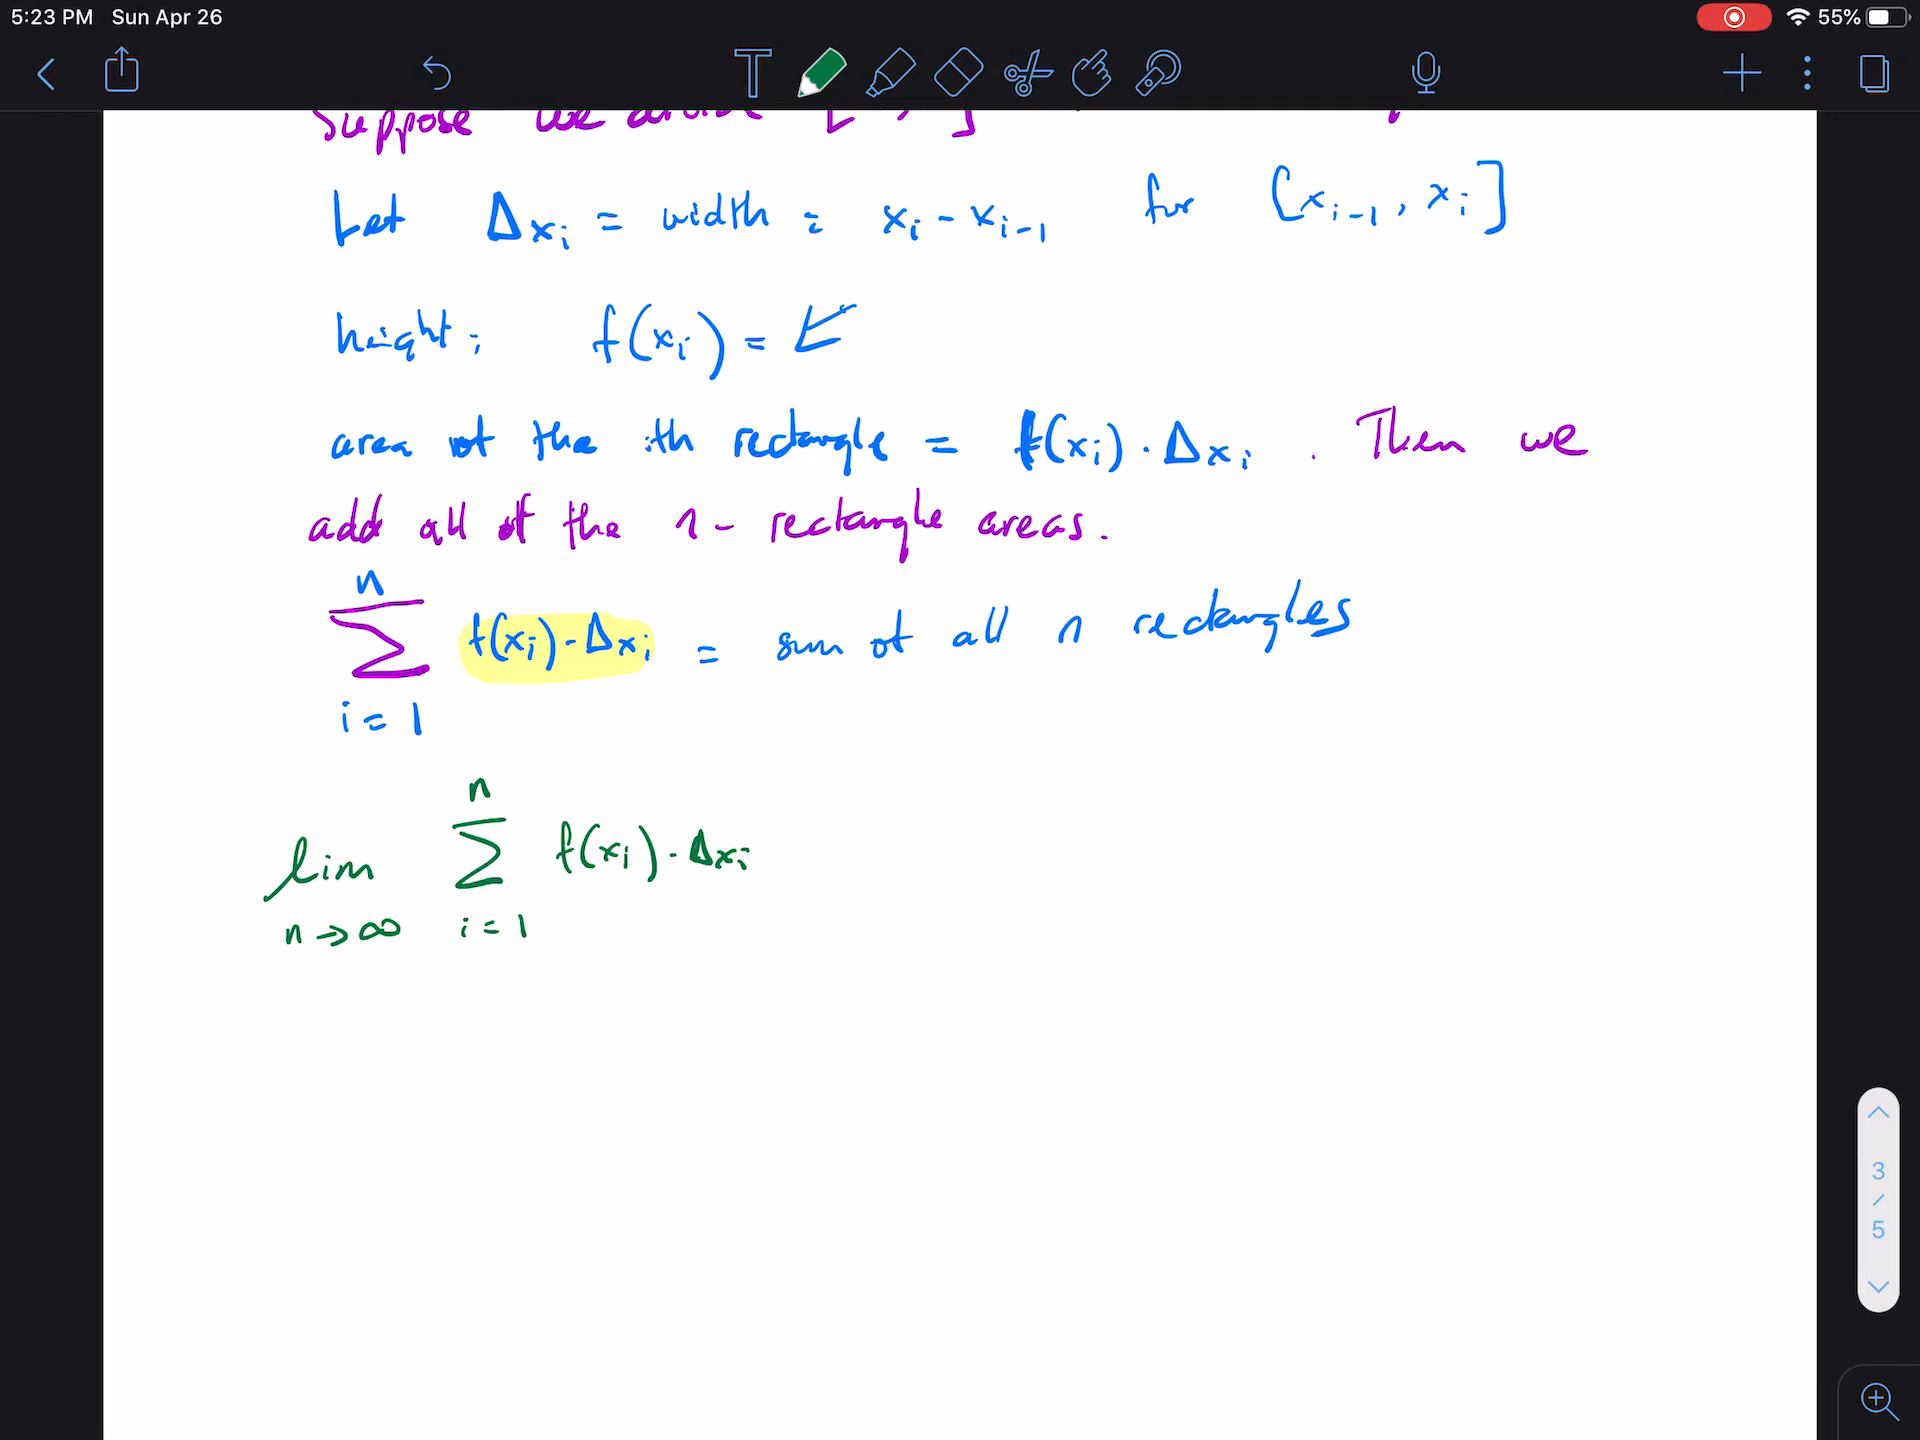 5:23 PM Sun Apr 26 55%
T
Suppose we divide [ , ]
Let Δxᵢ = width = xᵢ - xᵢ₋₁ for [xᵢ₋₁, xᵢ]
height: f(xᵢ) =
area of the ith rectangle = f(xᵢ) · Δxᵢ . Then we
add all of the n - rectangle areas.
n
∑ f(xᵢ) · Δxᵢ = sum of all n rectangles
i = 1
n
lim ∑ f(xᵢ) · Δxᵢ
n → ∞ i = 1
3
/
5